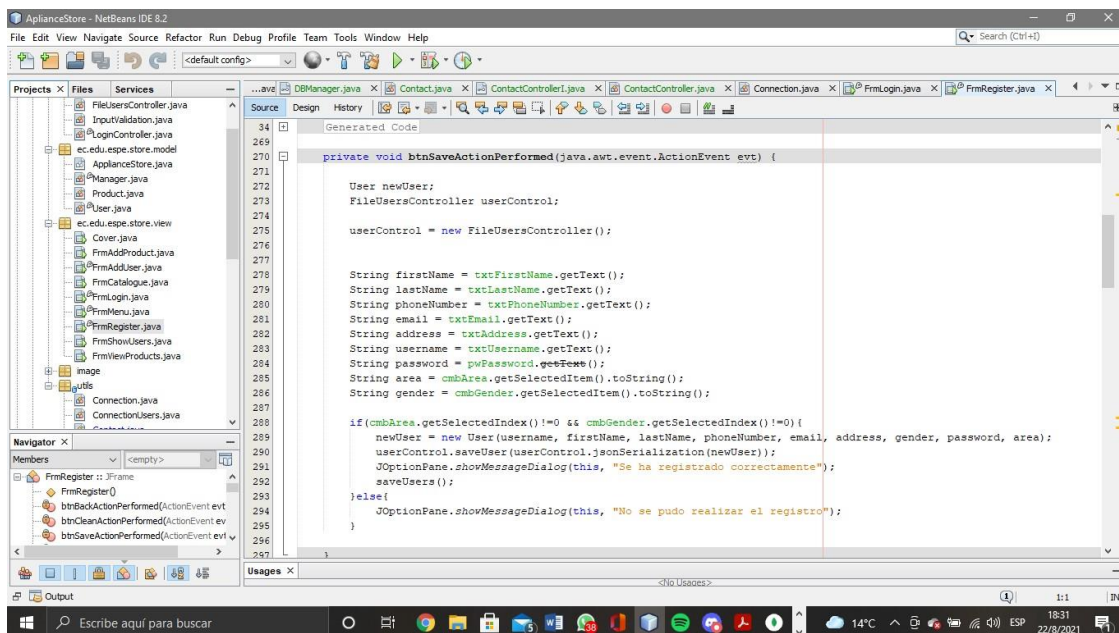 AplianceStore - NetBeans IDE 8.2
File Edit View Navigate Source Refactor Run Debug Profile Team Tools Window Help
Search (Ctrl+I)
<default config>
Projects Files Services
FileUsersController.java
InputValidation.java
LoginController.java
ec.edu.espe.store.model
ApplianceStore.java
Manager.java
Product.java
User.java
ec.edu.espe.store.view
Cover.java
FrmAddProduct.java
FrmAddUser.java
FrmCatalogue.java
FrmLogin.java
FrmMenu.java
FrmRegister.java
FrmShowUsers.java
FrmViewProducts.java
image
utils
Connection.java
ConnectionUsers.java
Navigator
Members <empty>
FrmRegister :: JFrame
FrmRegister()
btnBackActionPerformed(ActionEvent evt
btnCleanActionPerformed(ActionEvent ev
btnSaveActionPerformed(ActionEvent evt
...ava DBManager.java Contact.java ContactControllerI.java ContactController.java Connection.java FrmLogin.java FrmRegister.java
Source Design History
34 Generated Code
269
270 private void btnSaveActionPerformed(java.awt.event.ActionEvent evt) {
271
272 User newUser;
273 FileUsersController userControl;
274
275 userControl = new FileUsersController();
276
277
278 String firstName = txtFirstName.getText();
279 String lastName = txtLastName.getText();
280 String phoneNumber = txtPhoneNumber.getText();
281 String email = txtEmail.getText();
282 String address = txtAddress.getText();
283 String username = txtUsername.getText();
284 String password = pwPassword.getText();
285 String area = cmbArea.getSelectedItem().toString();
286 String gender = cmbGender.getSelectedItem().toString();
287
288 if(cmbArea.getSelectedIndex()!=0 && cmbGender.getSelectedIndex()!=0){
289 newUser = new User(username, firstName, lastName, phoneNumber, email, address, gender, password, area);
290 userControl.saveUser(userControl.jsonSerialization(newUser));
291 JOptionPane.showMessageDialog(this, "Se ha registrado correctamente");
292 saveUsers();
293 }else{
294 JOptionPane.showMessageDialog(this, "No se pudo realizar el registro");
295 }
296
297 }
Usages
<No Usages>
Output
1 1:1 IN
Escribe aquí para buscar
14°C ESP 18:31
22/8/2021